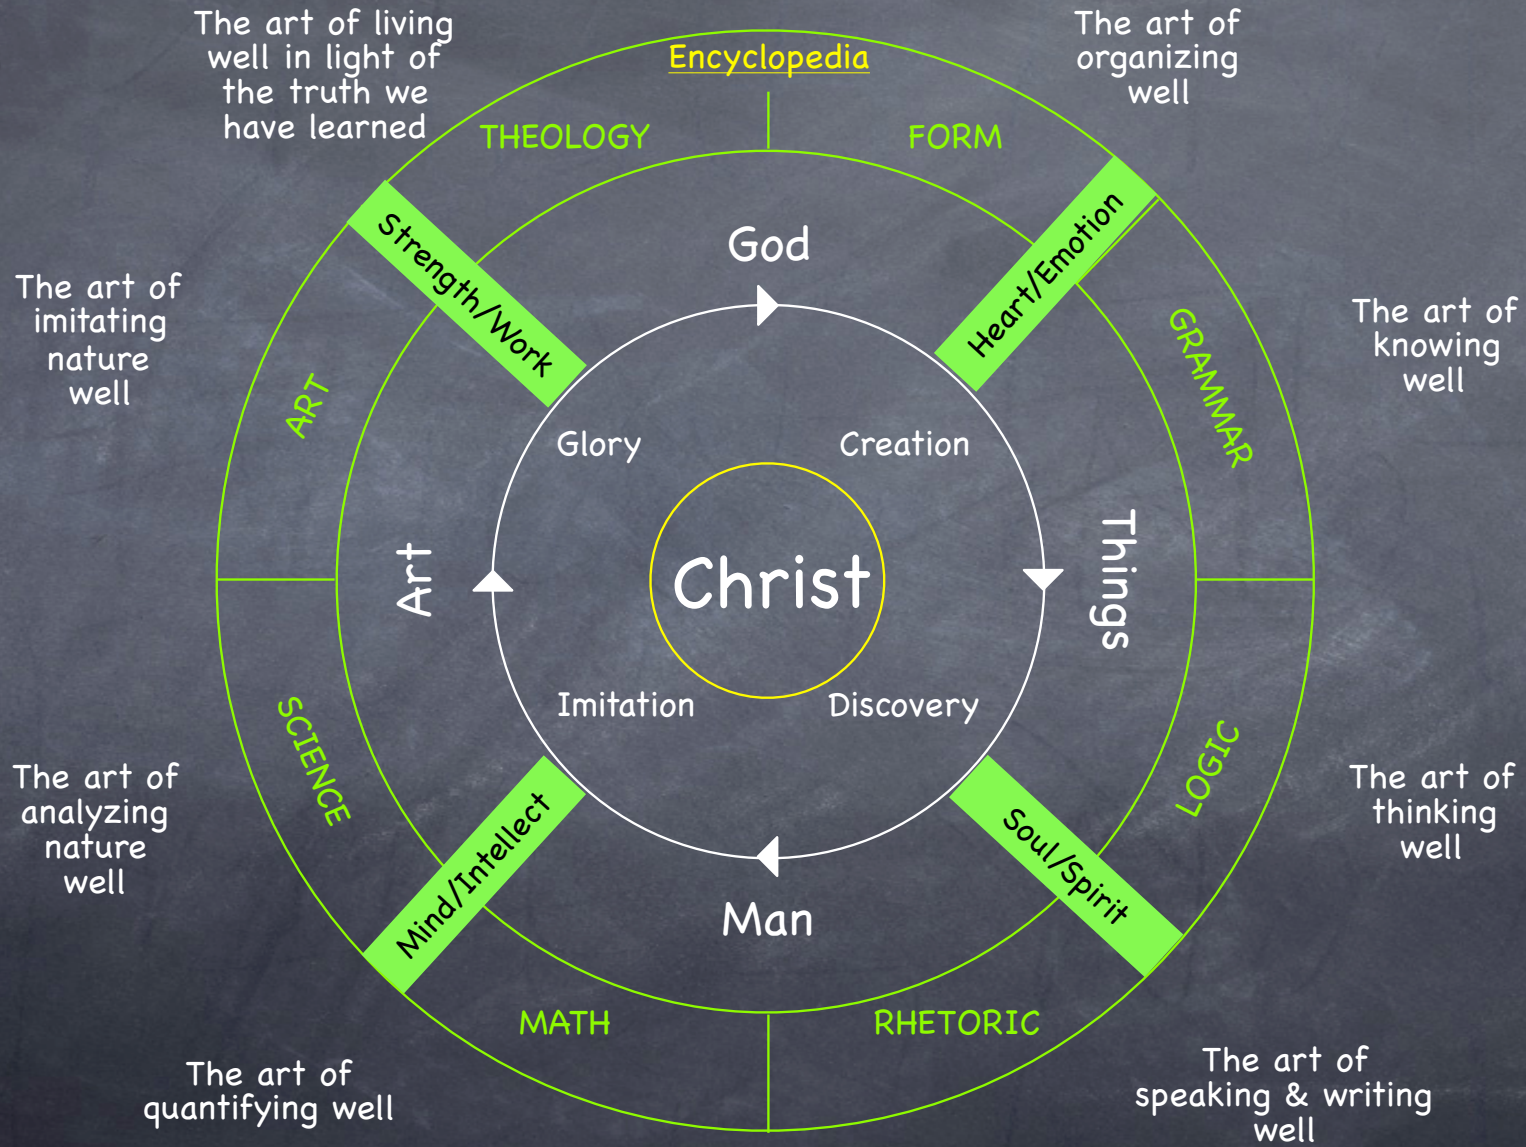 The art of living
well in light of
the truth we
have learned
Encyclopedia
The art of
organizing
well
THEOLOGY
FORM
Strength/Work
God
Heart/Emotion
The art of
imitating
nature
well
ART
GRAMMAR
The art of
knowing
well
Glory
Creation
Art
Christ
Things
Imitation
Discovery
SCIENCE
LOGIC
The art of
analyzing
nature
well
Mind/Intellect
Soul/Spirit
The art of
thinking
well
Man
MATH
RHETORIC
The art of
quantifying well
The art of
speaking & writing
well